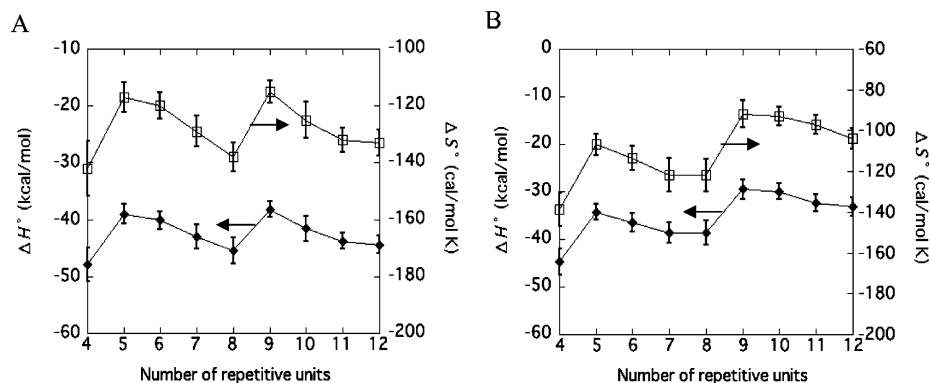 A
-10
-20
-30
-40
-50
-60
ΔH° (kcal/mol)
-100
-120
-140
-160
-180
-200
ΔS° (cal/mol K)
4 5 6 7 8 9 10 11 12
Number of repetitive units
B
0
-10
-20
-30
-40
-50
-60
ΔH° (kcal/mol)
-60
-80
-100
-120
-140
-160
-180
-200
ΔS° (cal/mol K)
4 5 6 7 8 9 10 11 12
Number of repetitive units